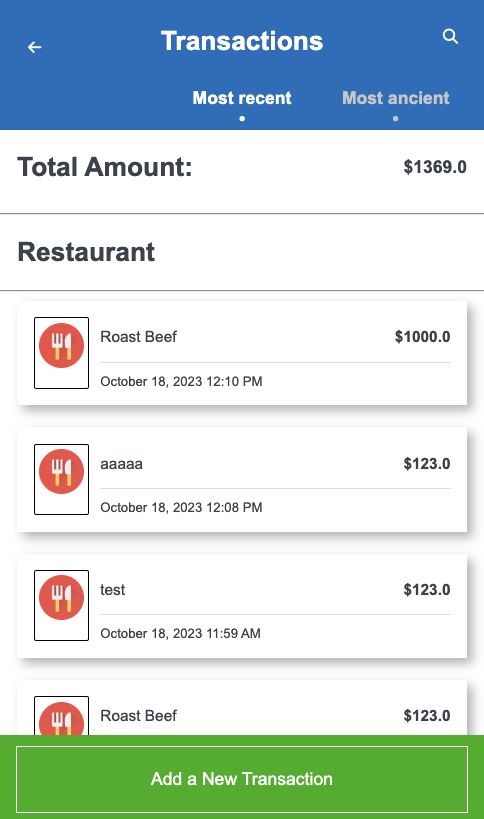 Transactions
Most recent
Most ancient
Total Amount:
$1369.0
Restaurant
Roast Beef
$1000.0
October 18, 2023 12:10 PM
aaaaa
$123.0
October 18, 2023 12:08 PM
test
$123.0
October 18, 2023 11:59 AM
Roast Beef
$123.0
Add a New Transaction